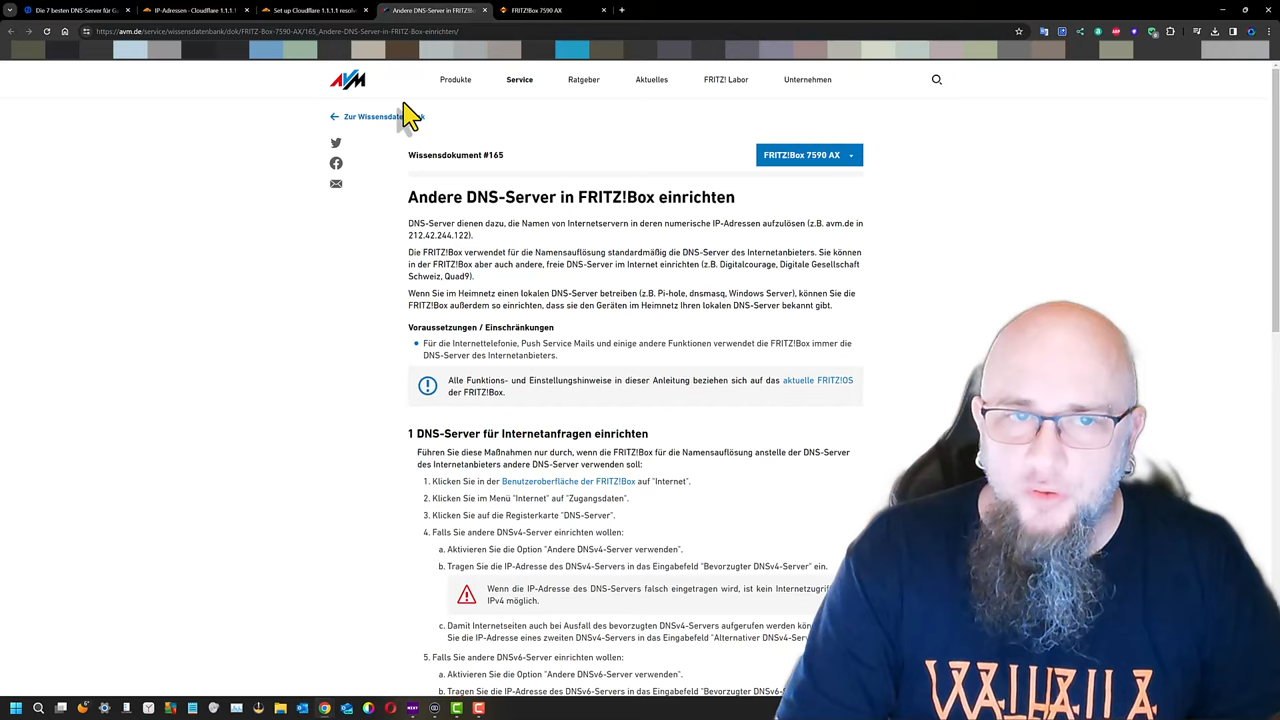 Die 7 besten DNS-Server für G
IP-Adressen · Cloudflare 1.1.1.1
Set up Cloudflare 1.1.1.1 resolv
Andere DNS-Server in FRITZ!B
FRITZ!Box 7590 AX
https://avm.de/service/wissensdatenbank/dok/FRITZ-Box-7590-AX/165_Andere-DNS-Server-in-FRITZ-Box-einrichten/
AVM
Produkte
Service
Ratgeber
Aktuelles
FRITZ! Labor
Unternehmen
Zur Wissensdate k
Wissensdokument #165
FRITZ!Box 7590 AX
Andere DNS-Server in FRITZ!Box einrichten
DNS-Server dienen dazu, die Namen von Internetservern in deren numerische IP-Adressen aufzulösen (z.B. avm.de in
212.42.244.122).
Die FRITZ!Box verwendet für die Namensauflösung standardmäßig die DNS-Server des Internetanbieters. Sie können
in der FRITZ!Box aber auch andere, freie DNS-Server im Internet einrichten (z.B. Digitalcourage, Digitale Gesellschaft
Schweiz, Quad9).
Wenn Sie im Heimnetz einen lokalen DNS-Server betreiben (z.B. Pi-hole, dnsmasq, Windows Server), können Sie die
FRITZ!Box außerdem so einrichten, dass sie den Geräten im Heimnetz Ihren lokalen DNS-Server bekannt gibt.
Voraussetzungen / Einschränkungen
Für die Internettelefonie, Push Service Mails und einige andere Funktionen verwendet die FRITZ!Box immer die
DNS-Server des Internetanbieters.
Alle Funktions- und Einstellungshinweise in dieser Anleitung beziehen sich auf das aktuelle FRITZ!OS
der FRITZ!Box.
1 DNS-Server für Internetanfragen einrichten
Führen Sie diese Maßnahmen nur durch, wenn die FRITZ!Box für die Namensauflösung anstelle der DNS-Server
des Internetanbieters andere DNS-Server verwenden soll:
1. Klicken Sie in der Benutzeroberfläche der FRITZ!Box auf "Internet".
2. Klicken Sie im Menü "Internet" auf "Zugangsdaten".
3. Klicken Sie auf die Registerkarte "DNS-Server".
4. Falls Sie andere DNSv4-Server einrichten wollen:
a. Aktivieren Sie die Option "Andere DNSv4-Server verwenden".
b. Tragen Sie die IP-Adresse des DNSv4-Servers in das Eingabefeld "Bevorzugter DNSv4-Server" ein.
Wenn die IP-Adresse des DNS-Servers falsch eingetragen wird, ist kein Internetzugrif
IPv4 möglich.
c. Damit Internetseiten auch bei Ausfall des bevorzugten DNSv4-Servers aufgerufen werden kön
Sie die IP-Adresse eines zweiten DNSv4-Servers in das Eingabefeld "Alternativer DNSv4-Serv
5. Falls Sie andere DNSv6-Server einrichten wollen:
a. Aktivieren Sie die Option "Andere DNSv6-Server verwenden".
b. Tragen Sie die IP-Adresse des DNSv6-Servers in das Eingabefeld "Bevorzugter DNSv6-
WALHALLA